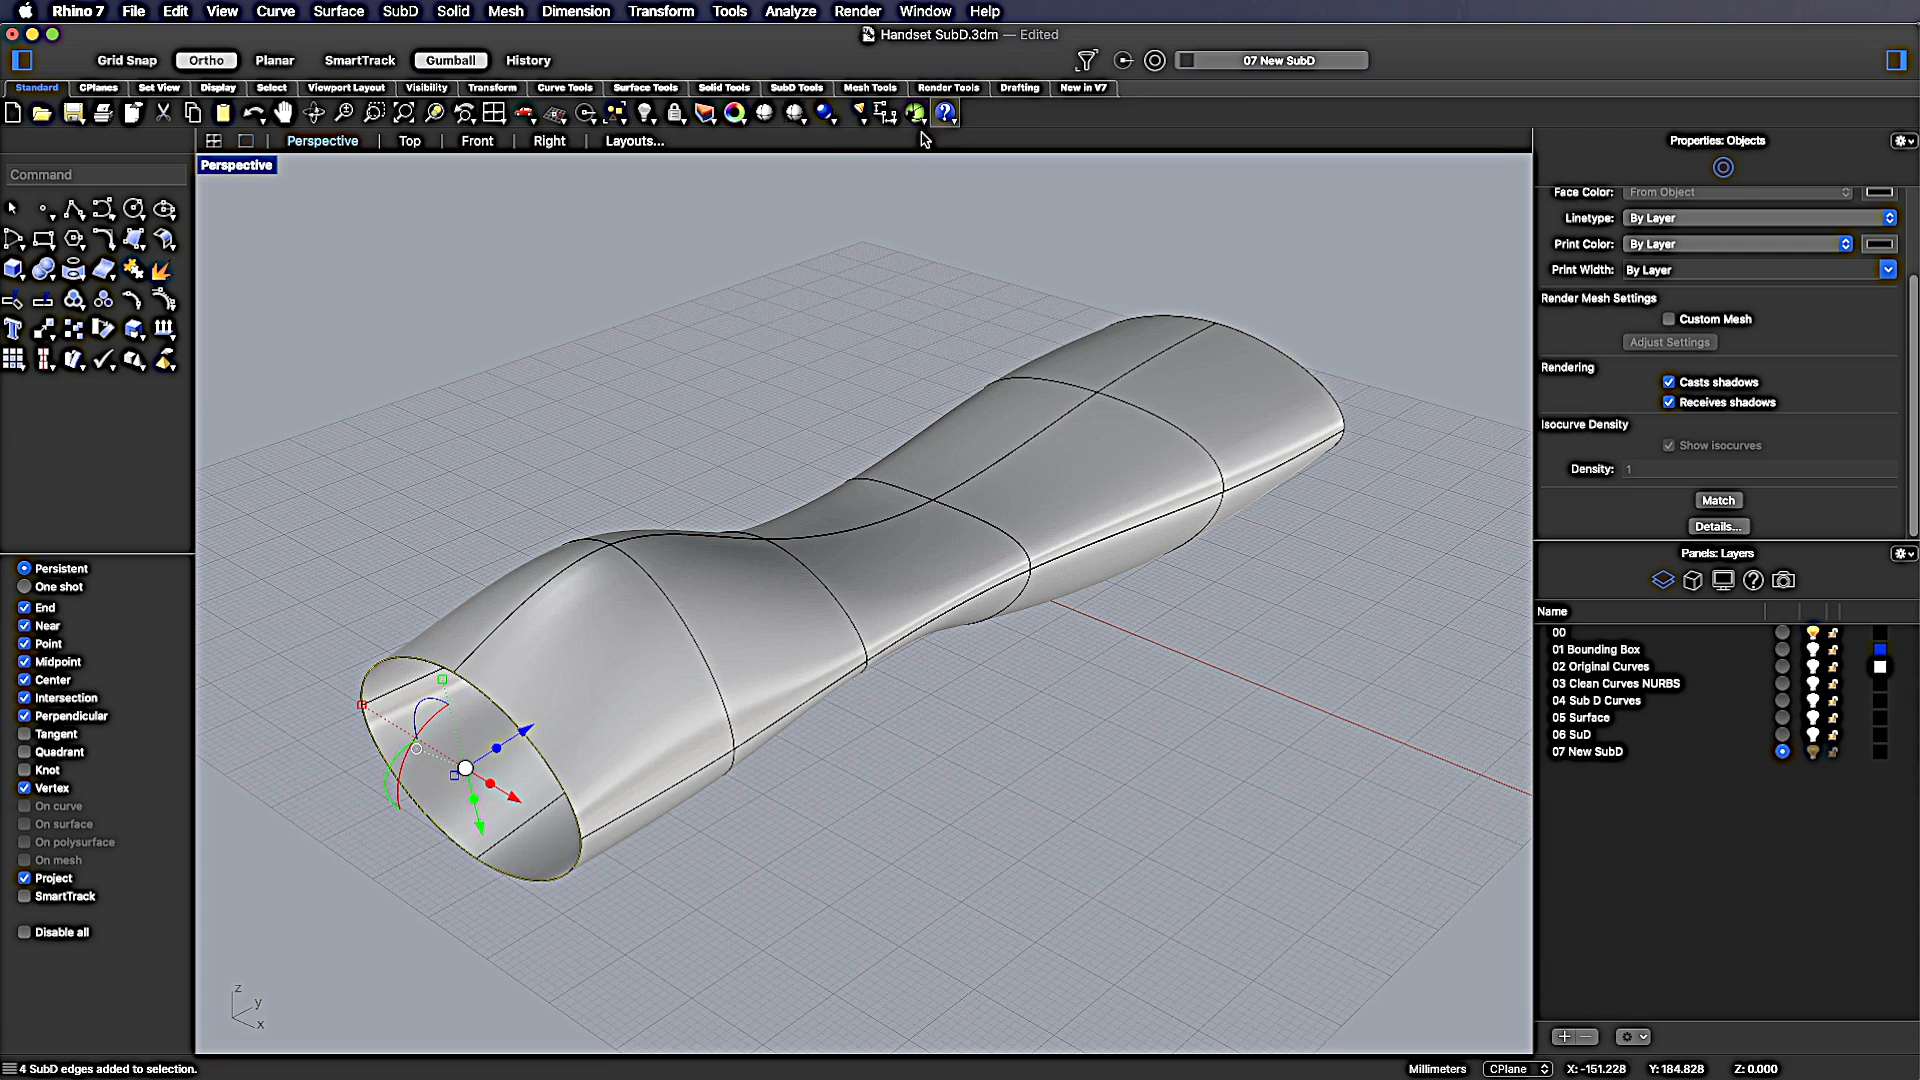 Rhino 7 File Edit View Curve Surface SubD Solid Mesh Dimension Transform Tools Analyze Render Window Help
Handset SubD.3dm — Edited
Grid Snap Ortho Planar SmartTrack Gumball History 07 New SubD
Standard CPlanes Set View Display Select Viewport Layout Visibility Transform Curve Tools Surface Tools Solid Tools SubD Tools Mesh Tools Render Tools Drafting New in V7
Perspective Top Front Right Layouts...
Perspective
Command
Persistent
One shot
End
Near
Point
Midpoint
Center
Intersection
Perpendicular
Tangent
Quadrant
Knot
Vertex
On curve
On surface
On polysurface
On mesh
Project
SmartTrack
Disable all
z
y
x
Properties: Objects
Face Color: From Object
Linetype: By Layer
Print Color: By Layer
Print Width: By Layer
Render Mesh Settings
Custom Mesh
Adjust Settings
Rendering
Casts shadows
Receives shadows
Isocurve Density
Show isocurves
Density: 1
Match
Details...
Panels: Layers
Name
00
01 Bounding Box
02 Original Curves
03 Clean Curves NURBS
04 Sub D Curves
05 Surface
06 SuD
07 New SubD
4 SubD edges added to selection.
Millimeters CPlane X: -151.228 Y: 184.828 Z: 0.000